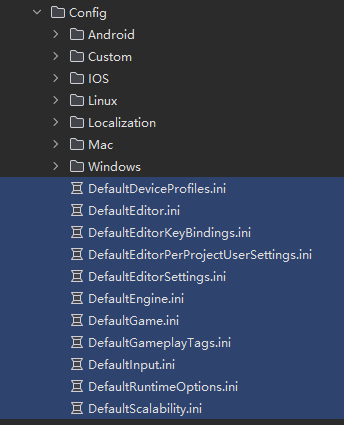 Config
Android
Custom
IOS
Linux
Localization
Mac
Windows
DefaultDeviceProfiles.ini
DefaultEditor.ini
DefaultEditorKeyBindings.ini
DefaultEditorPerProjectUserSettings.ini
DefaultEditorSettings.ini
DefaultEngine.ini
DefaultGame.ini
DefaultGameplayTags.ini
DefaultInput.ini
DefaultRuntimeOptions.ini
DefaultScalability.ini